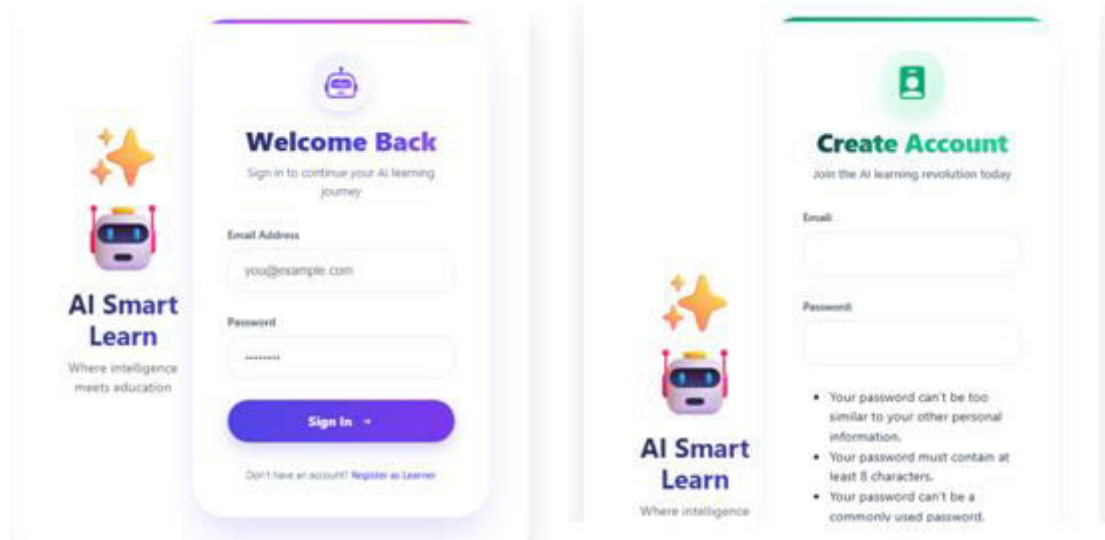 Welcome Back
Sign in to continue your AI learning
journey
Email Address
you@example.com
Password
••••••••
Sign In →
Don't have an account? Register as Learner
AI Smart
Learn
Where intelligence
meets education
Create Account
Join the AI learning revolution today
Email:
Password:
• Your password can't be too
similar to your other personal
information.
• Your password must contain at
least 8 characters.
• Your password can't be a
commonly used password.
AI Smart
Learn
Where intelligence